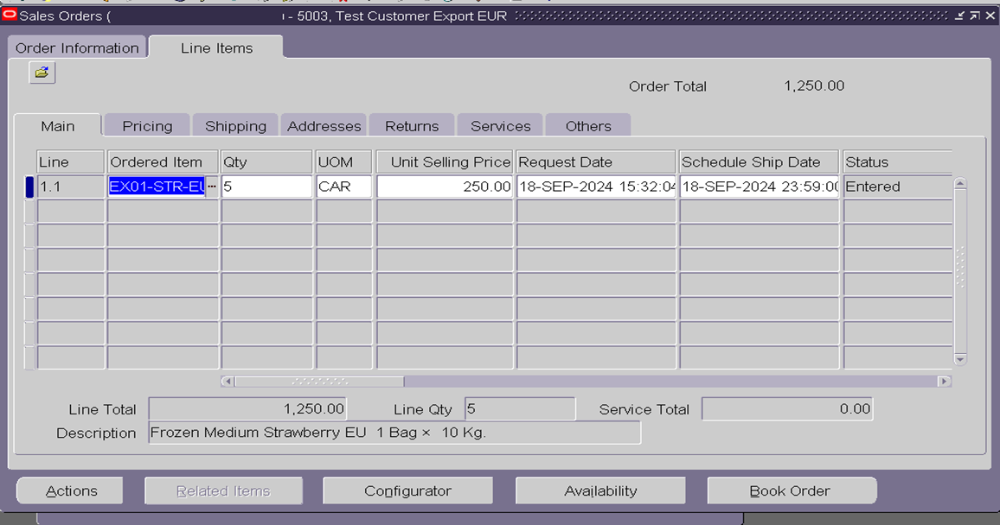 Sales Orders ( - 5003, Test Customer Export EUR
Order Information Line Items
Order Total 1,250.00
Main Pricing Shipping Addresses Returns Services Others
Line Ordered Item Qty UOM Unit Selling Price Request Date Schedule Ship Date Status
1.1 EX01-STR-EU ... 5 CAR 250.00 18-SEP-2024 15:32:04 18-SEP-2024 23:59:00 Entered
Line Total 1,250.00 Line Qty 5 Service Total 0.00
Description Frozen Medium Strawberry EU 1 Bag × 10 Kg.
Actions Related Items Configurator Availability Book Order